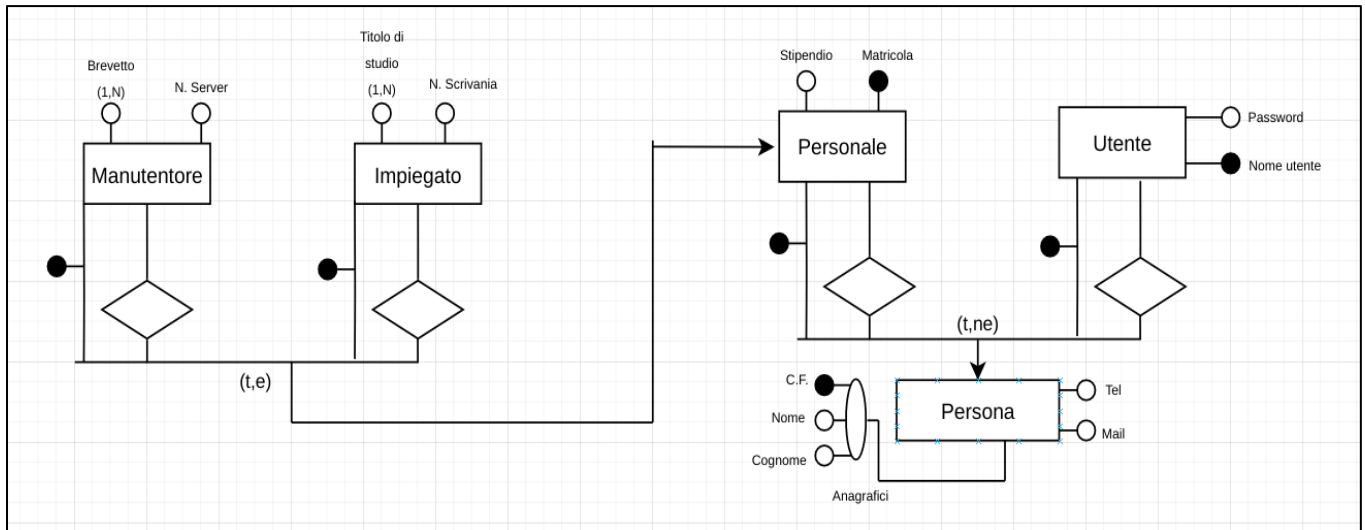 Brevetto
(1,N)
N. Server
Titolo di
studio
(1,N)
N. Scrivania
Manutentore
Impiegato
(t,e)
Stipendio
Matricola
Personale
Utente
Password
Nome utente
(t,ne)
C.F.
Nome
Cognome
Anagrafici
Persona
Tel
Mail